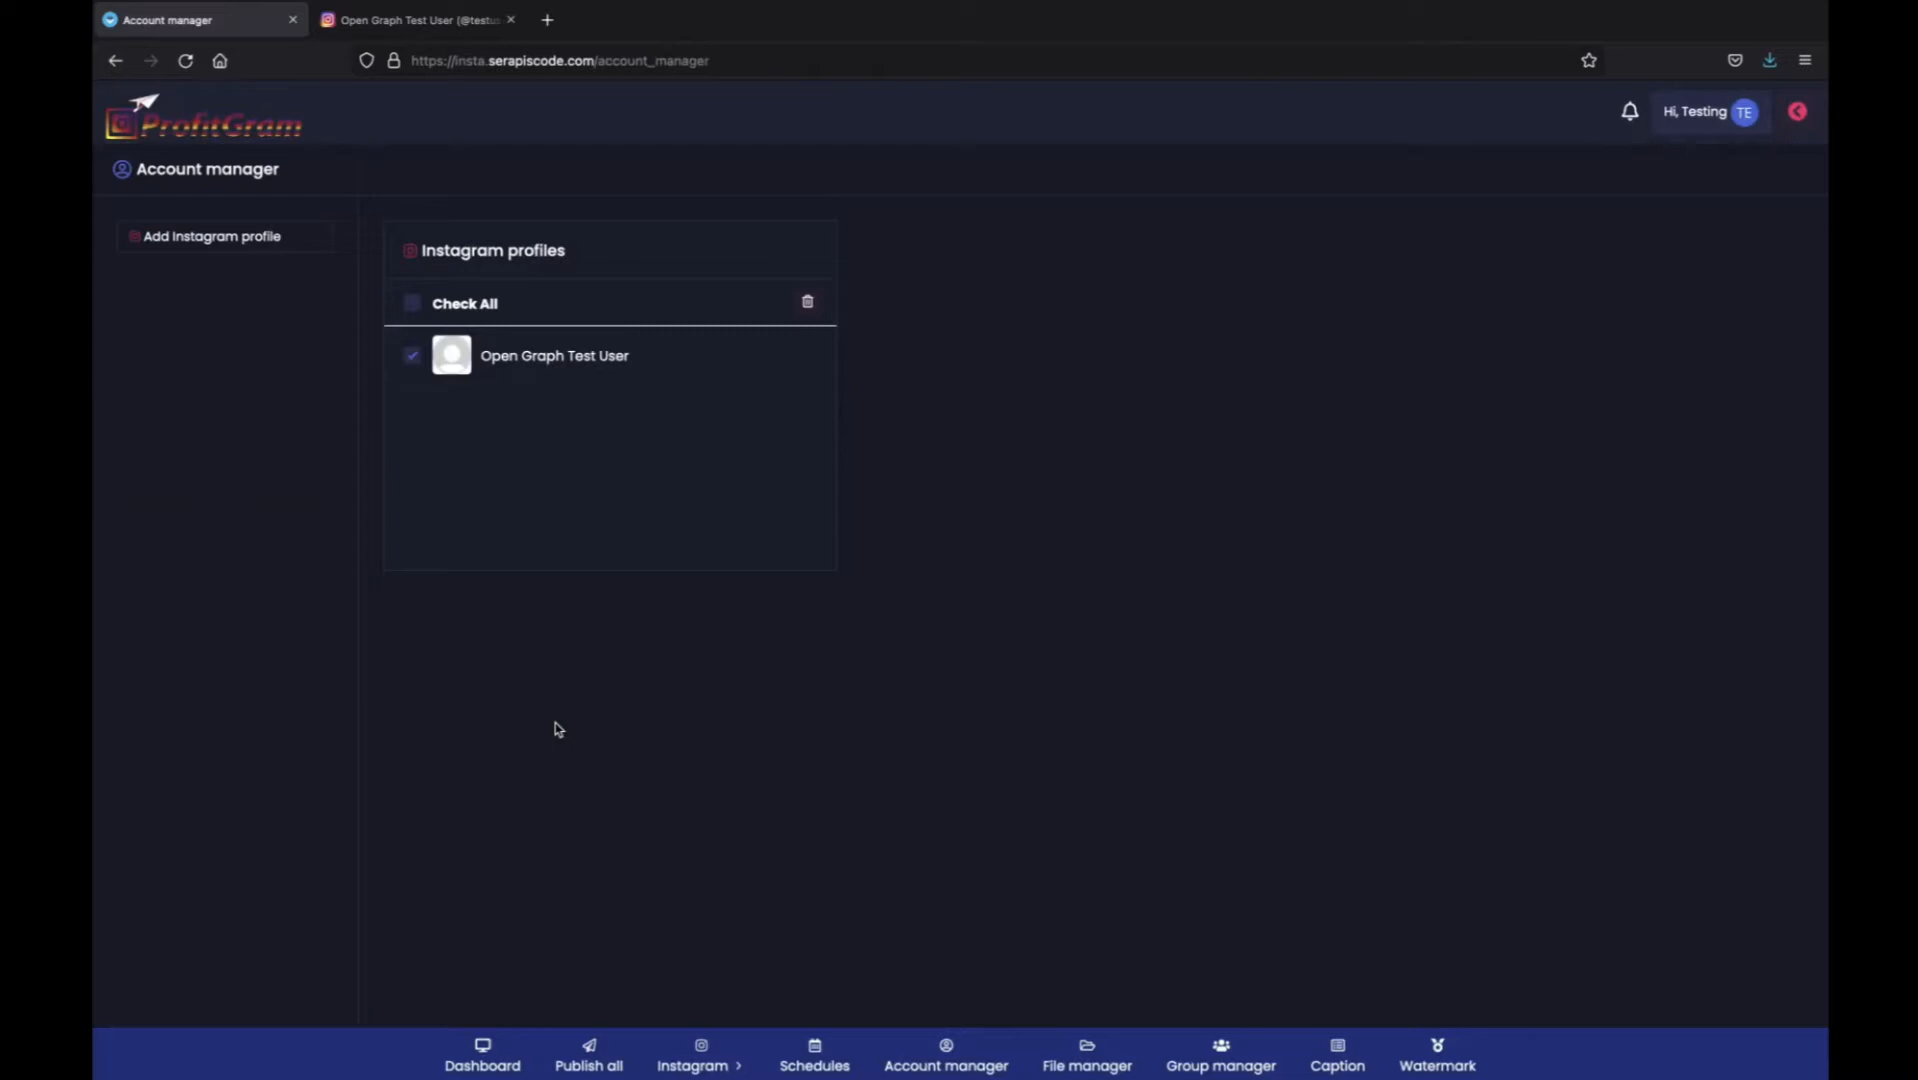 Account manager
Open Graph Test User (@testus
https://insta.serapiscode.com/account_manager
ProfitGram
Hi, Testing TE
Account manager
Add Instagram profile
Instagram profiles
Check All
Open Graph Test User
Dashboard
Publish all
Instagram
Schedules
Account manager
File manager
Group manager
Caption
Watermark